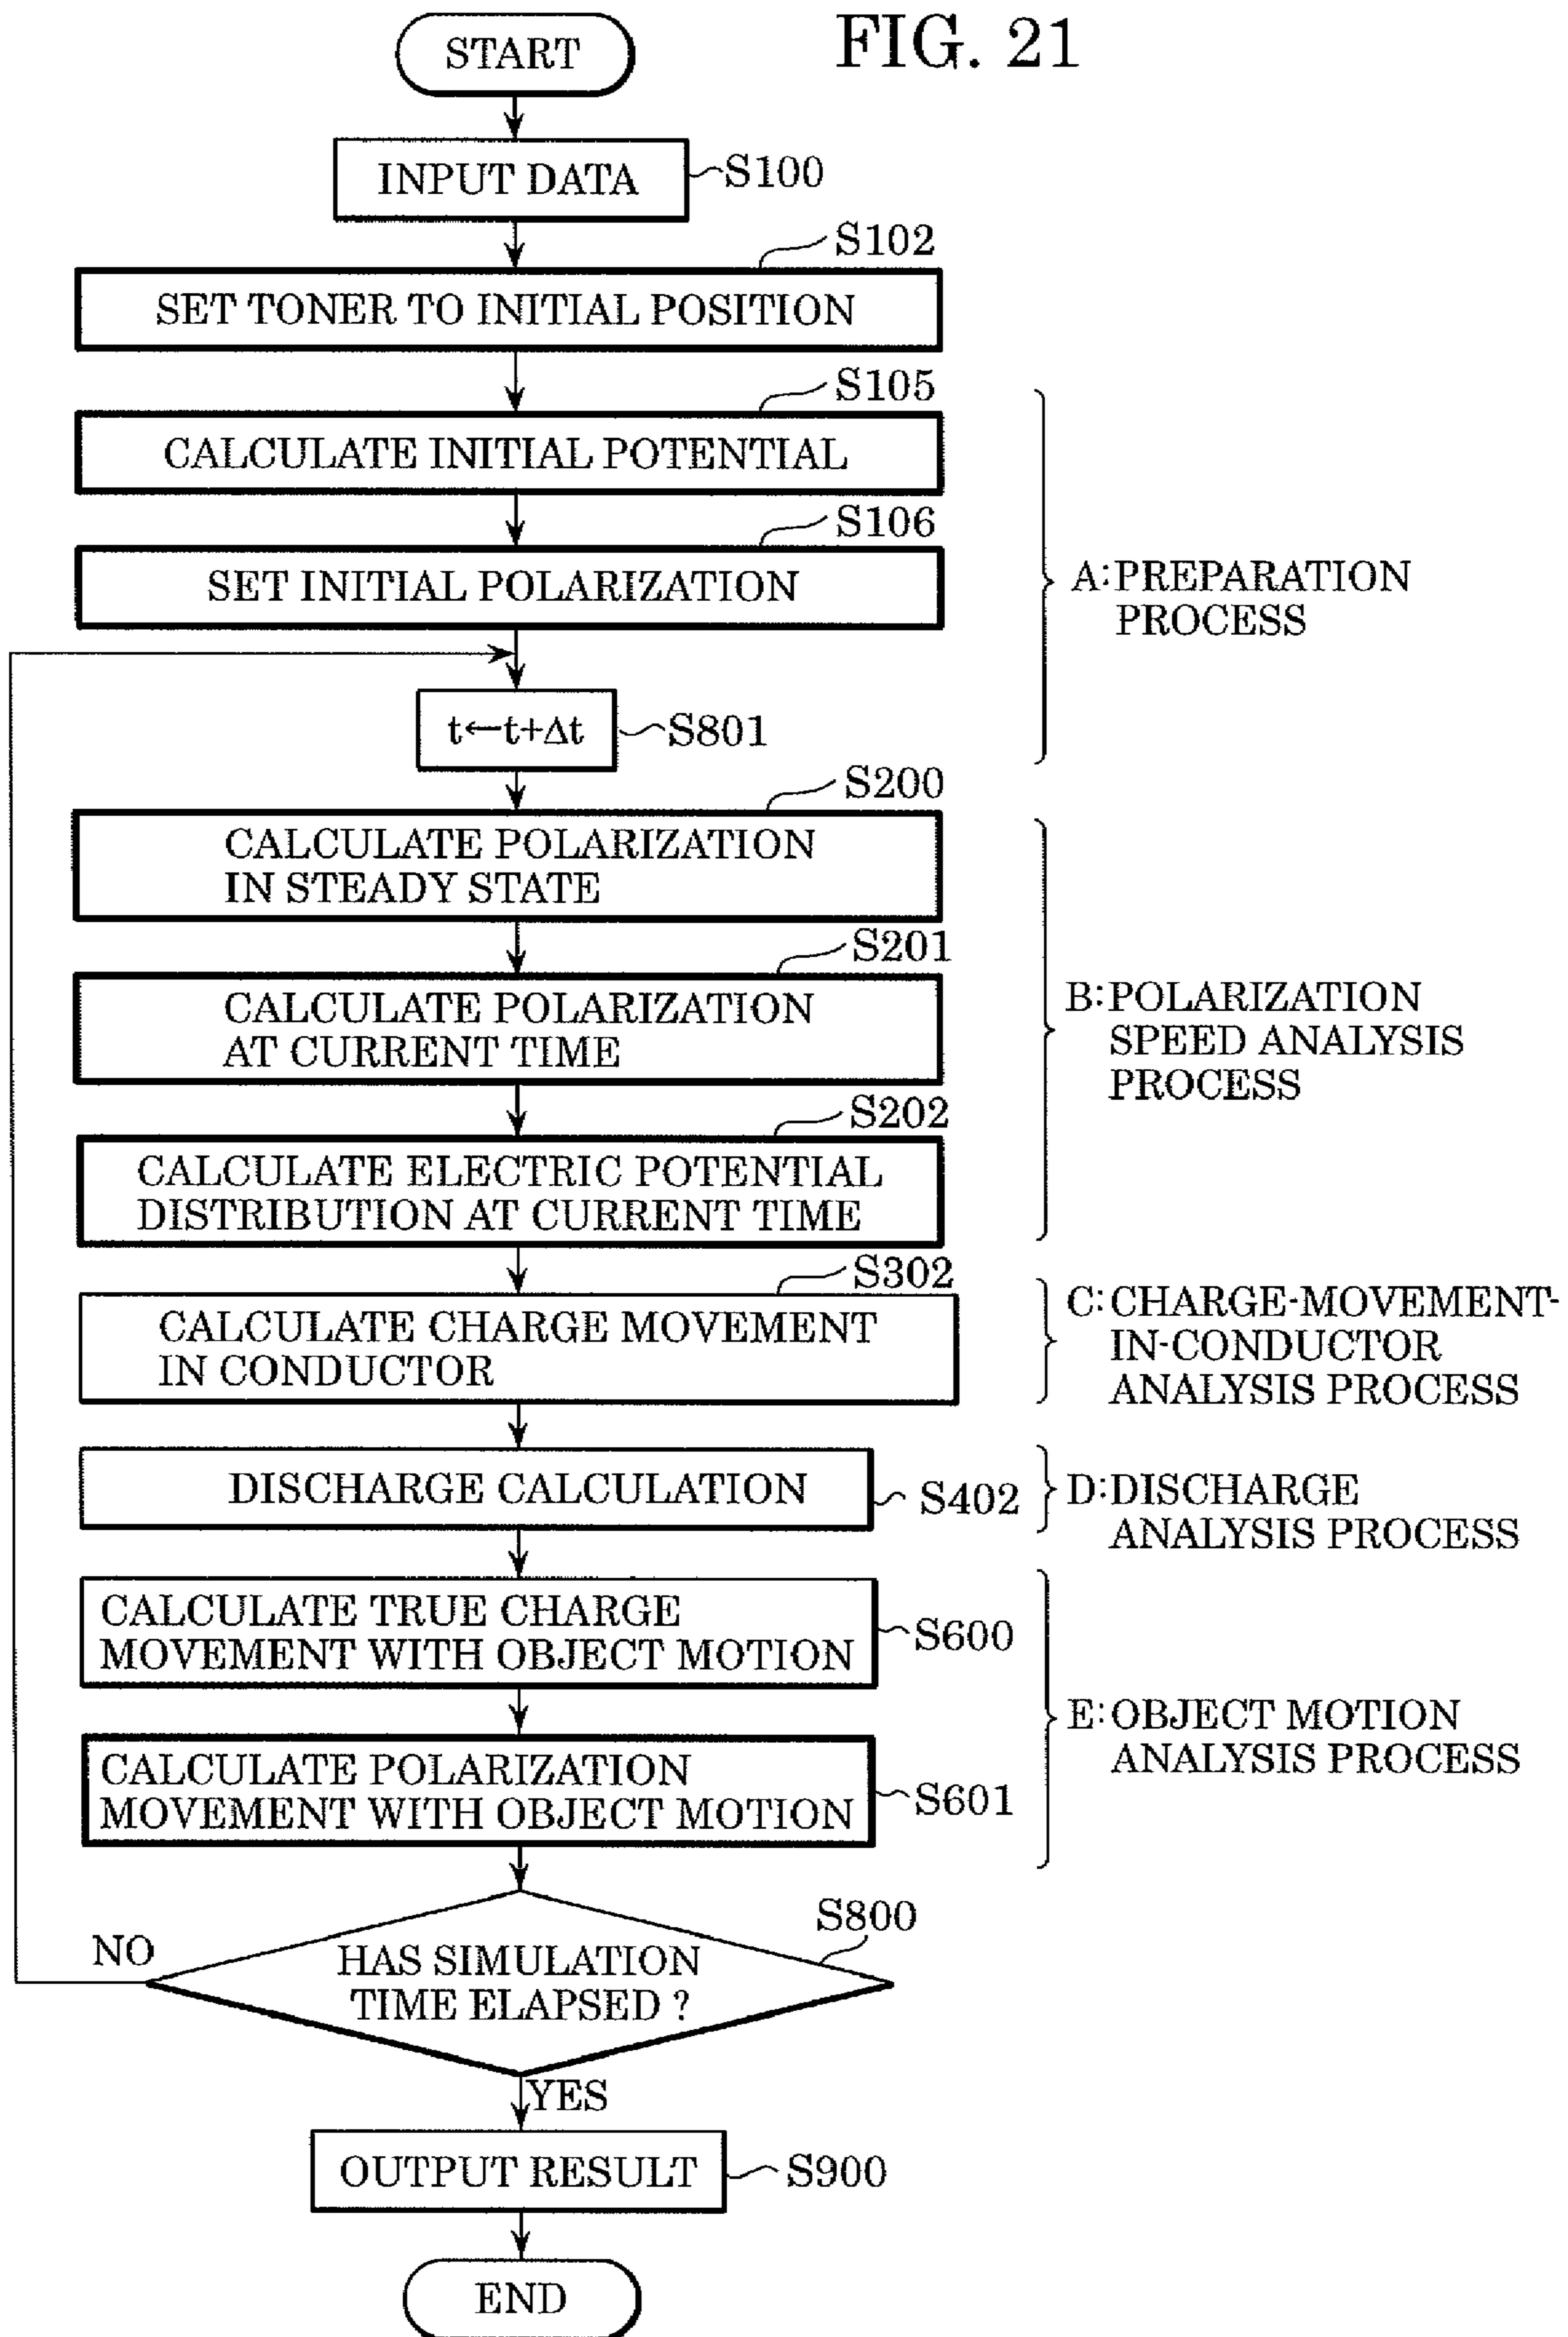 FIG. 21
START
INPUT DATA
S100
S102
SET TONER TO INITIAL POSITION
S105
CALCULATE INITIAL POTENTIAL
S106
SET INITIAL POLARIZATION
A:PREPARATION
PROCESS
t←t+Δt
S801
S200
CALCULATE POLARIZATION
IN STEADY STATE
S201
CALCULATE POLARIZATION
AT CURRENT TIME
B:POLARIZATION
SPEED ANALYSIS
PROCESS
S202
CALCULATE ELECTRIC POTENTIAL
DISTRIBUTION AT CURRENT TIME
S302
CALCULATE CHARGE MOVEMENT
IN CONDUCTOR
C:CHARGE-MOVEMENT-
IN-CONDUCTOR
ANALYSIS PROCESS
DISCHARGE CALCULATION
S402
D:DISCHARGE
ANALYSIS PROCESS
CALCULATE TRUE CHARGE
MOVEMENT WITH OBJECT MOTION
S600
CALCULATE POLARIZATION
MOVEMENT WITH OBJECT MOTION
S601
E:OBJECT MOTION
ANALYSIS PROCESS
S800
HAS SIMULATION
TIME ELAPSED ?
NO
YES
OUTPUT RESULT
S900
END